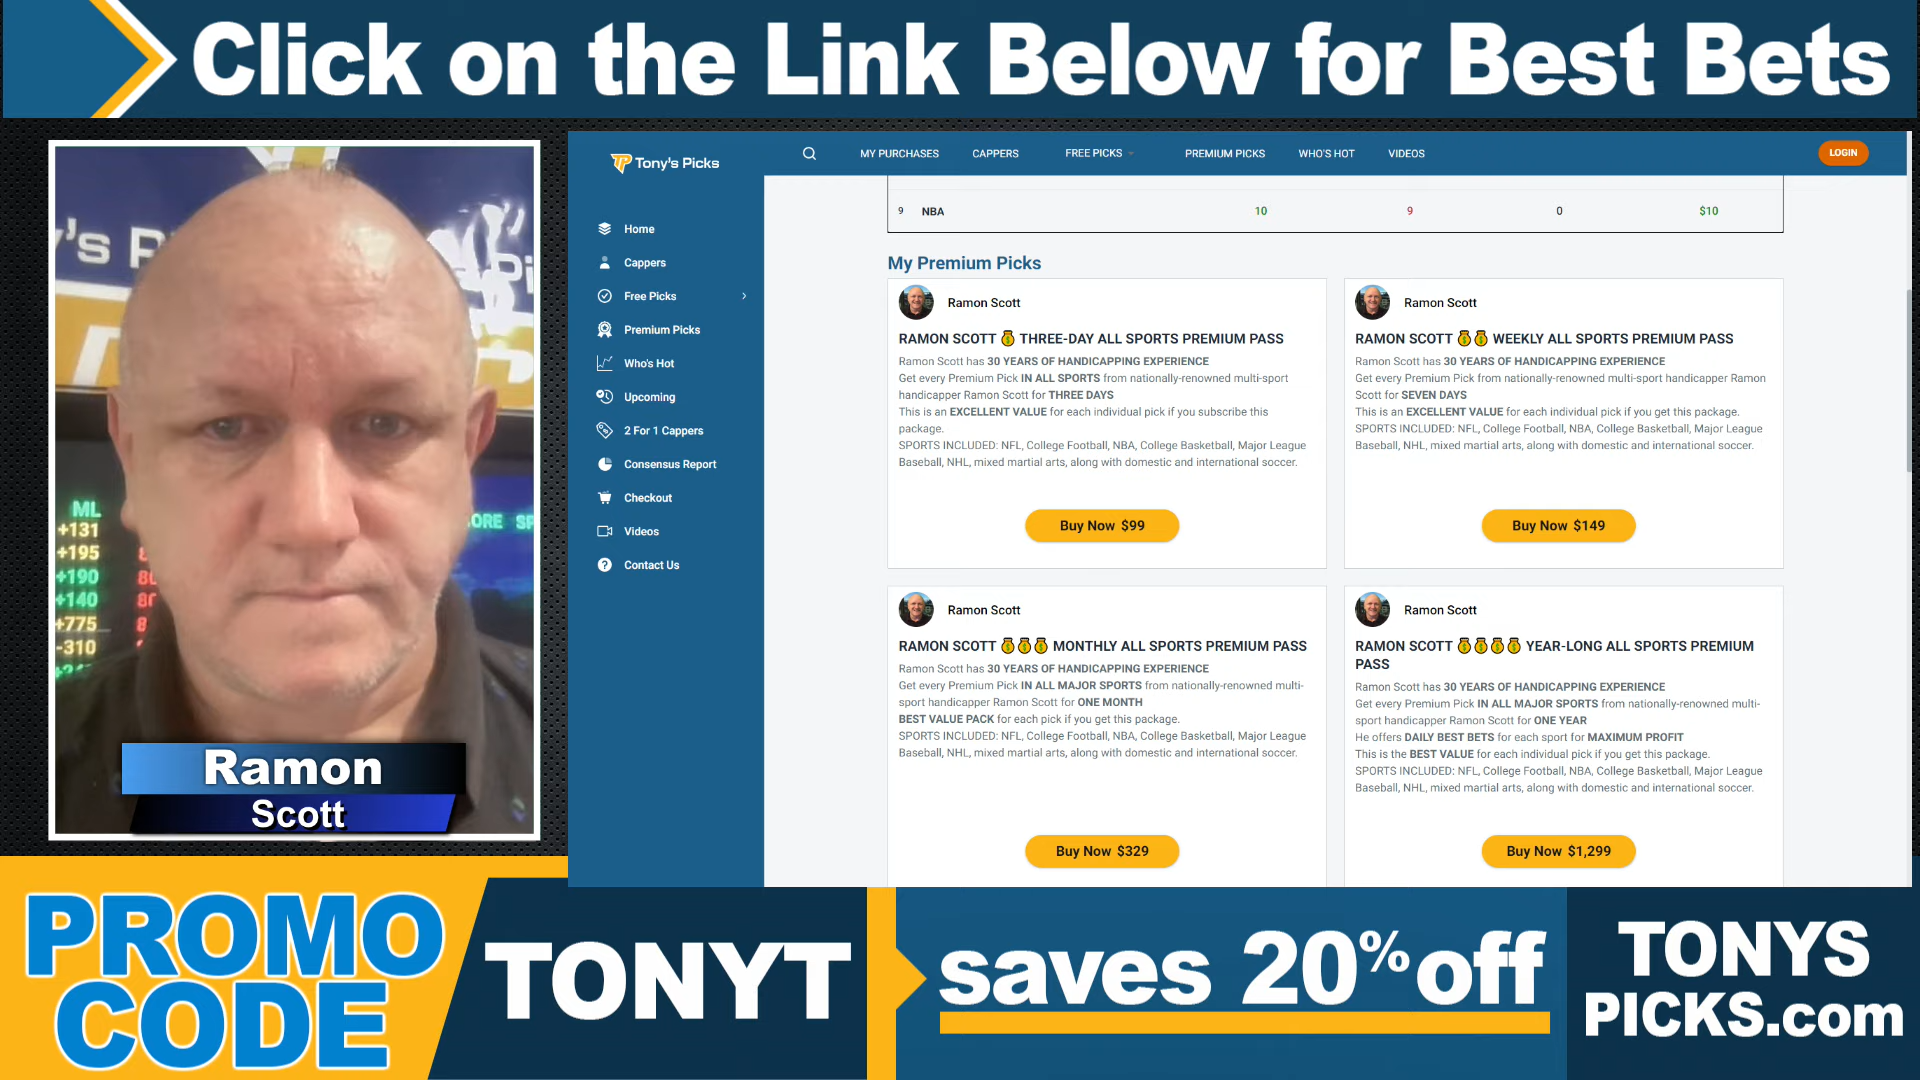 Click on the Link Below for Best Bets
Tony's Picks
MY PURCHASES
CAPPERS
FREE PICKS
PREMIUM PICKS
WHO'S HOT
VIDEOS
LOGIN
Home
Cappers
Free Picks
Premium Picks
Who's Hot
Upcoming
2 For 1 Cappers
Consensus Report
Checkout
Videos
Contact Us
9 NBA 10 9 0 $10
My Premium Picks
Ramon Scott
RAMON SCOTT 💰 THREE-DAY ALL SPORTS PREMIUM PASS
Ramon Scott has 30 YEARS OF HANDICAPPING EXPERIENCE
Get every Premium Pick IN ALL SPORTS from nationally-renowned multi-sport
handicapper Ramon Scott for THREE DAYS
This is an EXCELLENT VALUE for each individual pick if you subscribe this
package.
SPORTS INCLUDED: NFL, College Football, NBA, College Basketball, Major League
Baseball, NHL, mixed martial arts, along with domestic and international soccer.
Buy Now $99
Ramon Scott
RAMON SCOTT 💰💰 WEEKLY ALL SPORTS PREMIUM PASS
Ramon Scott has 30 YEARS OF HANDICAPPING EXPERIENCE
Get every Premium Pick from nationally-renowned multi-sport handicapper Ramon
Scott for SEVEN DAYS
This is an EXCELLENT VALUE for each individual pick if you get this package.
SPORTS INCLUDED: NFL, College Football, NBA, College Basketball, Major League
Baseball, NHL, mixed martial arts, along with domestic and international soccer.
Buy Now $149
Ramon Scott
RAMON SCOTT 💰💰💰 MONTHLY ALL SPORTS PREMIUM PASS
Ramon Scott has 30 YEARS OF HANDICAPPING EXPERIENCE
Get every Premium Pick IN ALL MAJOR SPORTS from nationally-renowned multi-
sport handicapper Ramon Scott for ONE MONTH
BEST VALUE PACK for each pick if you get this package.
SPORTS INCLUDED: NFL, College Football, NBA, College Basketball, Major League
Baseball, NHL, mixed martial arts, along with domestic and international soccer.
Buy Now $329
Ramon Scott
RAMON SCOTT 💰💰💰💰 YEAR-LONG ALL SPORTS PREMIUM
PASS
Ramon Scott has 30 YEARS OF HANDICAPPING EXPERIENCE
Get every Premium Pick IN ALL MAJOR SPORTS from nationally-renowned multi-
sport handicapper Ramon Scott for ONE YEAR
He offers DAILY BEST BETS for each sport for MAXIMUM PROFIT
This is the BEST VALUE for each individual pick if you get this package.
SPORTS INCLUDED: NFL, College Football, NBA, College Basketball, Major League
Baseball, NHL, mixed martial arts, along with domestic and international soccer.
Buy Now $1,299
ML
+131
+195
+190
+140
+775
-310
Ramon
Scott
PROMO
CODE
TONYT
saves 20% off
TONYS
PICKS.com